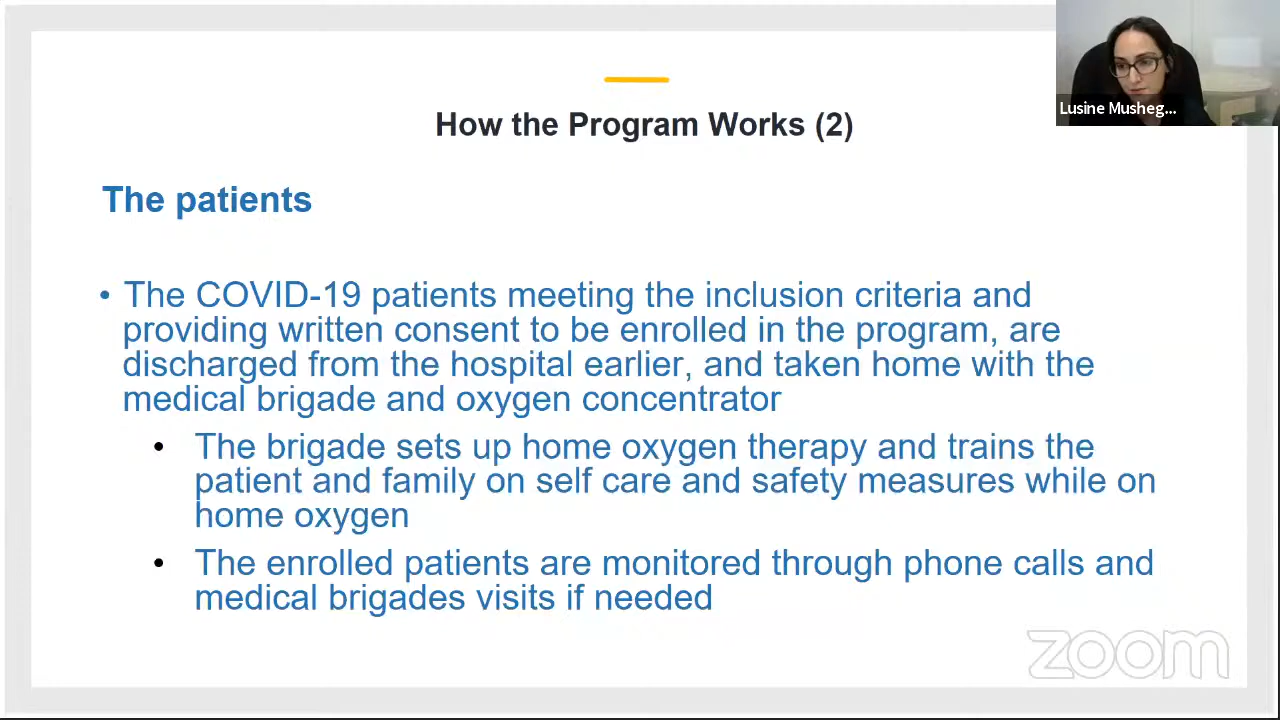 How the Program Works (2)
Lusine Musheg...
The patients
• The COVID-19 patients meeting the inclusion criteria and
providing written consent to be enrolled in the program, are
discharged from the hospital earlier, and taken home with the
medical brigade and oxygen concentrator
• The brigade sets up home oxygen therapy and trains the
patient and family on self care and safety measures while on
home oxygen
• The enrolled patients are monitored through phone calls and
medical brigades visits if needed
zoom